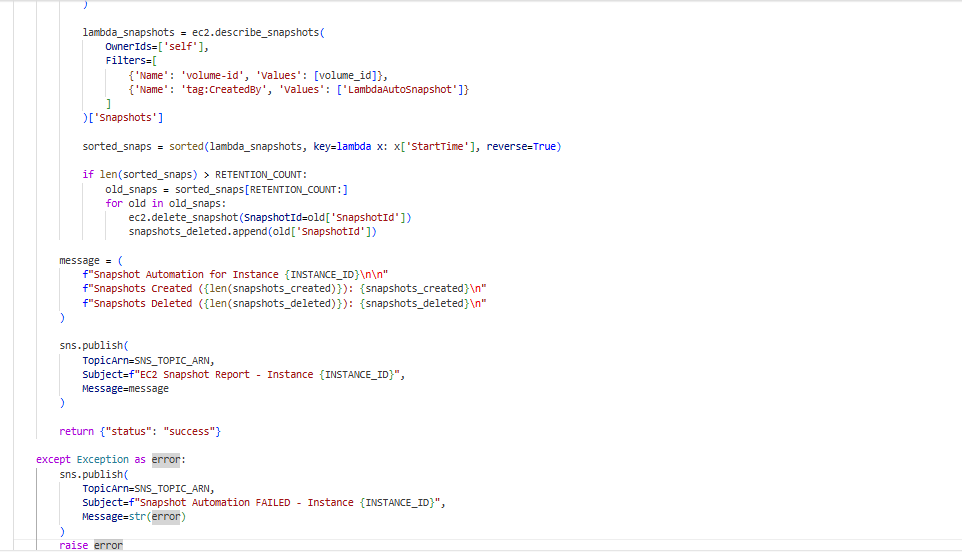 )
lambda_snapshots = ec2.describe_snapshots(
OwnerIds=['self'],
Filters=[
{'Name': 'volume-id', 'Values': [volume_id]},
{'Name': 'tag:CreatedBy', 'Values': ['LambdaAutoSnapshot']}
]
)['Snapshots']
sorted_snaps = sorted(lambda_snapshots, key=lambda x: x['StartTime'], reverse=True)
if len(sorted_snaps) > RETENTION_COUNT:
old_snaps = sorted_snaps[RETENTION_COUNT:]
for old in old_snaps:
ec2.delete_snapshot(SnapshotId=old['SnapshotId'])
snapshots_deleted.append(old['SnapshotId'])
message = (
f"Snapshot Automation for Instance {INSTANCE_ID}\n\n"
f"Snapshots Created ({len(snapshots_created)}): {snapshots_created}\n"
f"Snapshots Deleted ({len(snapshots_deleted)}): {snapshots_deleted}\n"
)
sns.publish(
TopicArn=SNS_TOPIC_ARN,
Subject=f"EC2 Snapshot Report - Instance {INSTANCE_ID}",
Message=message
)
return {"status": "success"}
except Exception as error:
sns.publish(
TopicArn=SNS_TOPIC_ARN,
Subject=f"Snapshot Automation FAILED - Instance {INSTANCE_ID}",
Message=str(error)
)
raise error